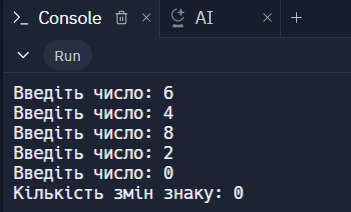 Console
AI
Run
Введіть число: 6
Введіть число: 4
Введіть число: 8
Введіть число: 2
Введіть число: 0
Кількість змін знаку: 0